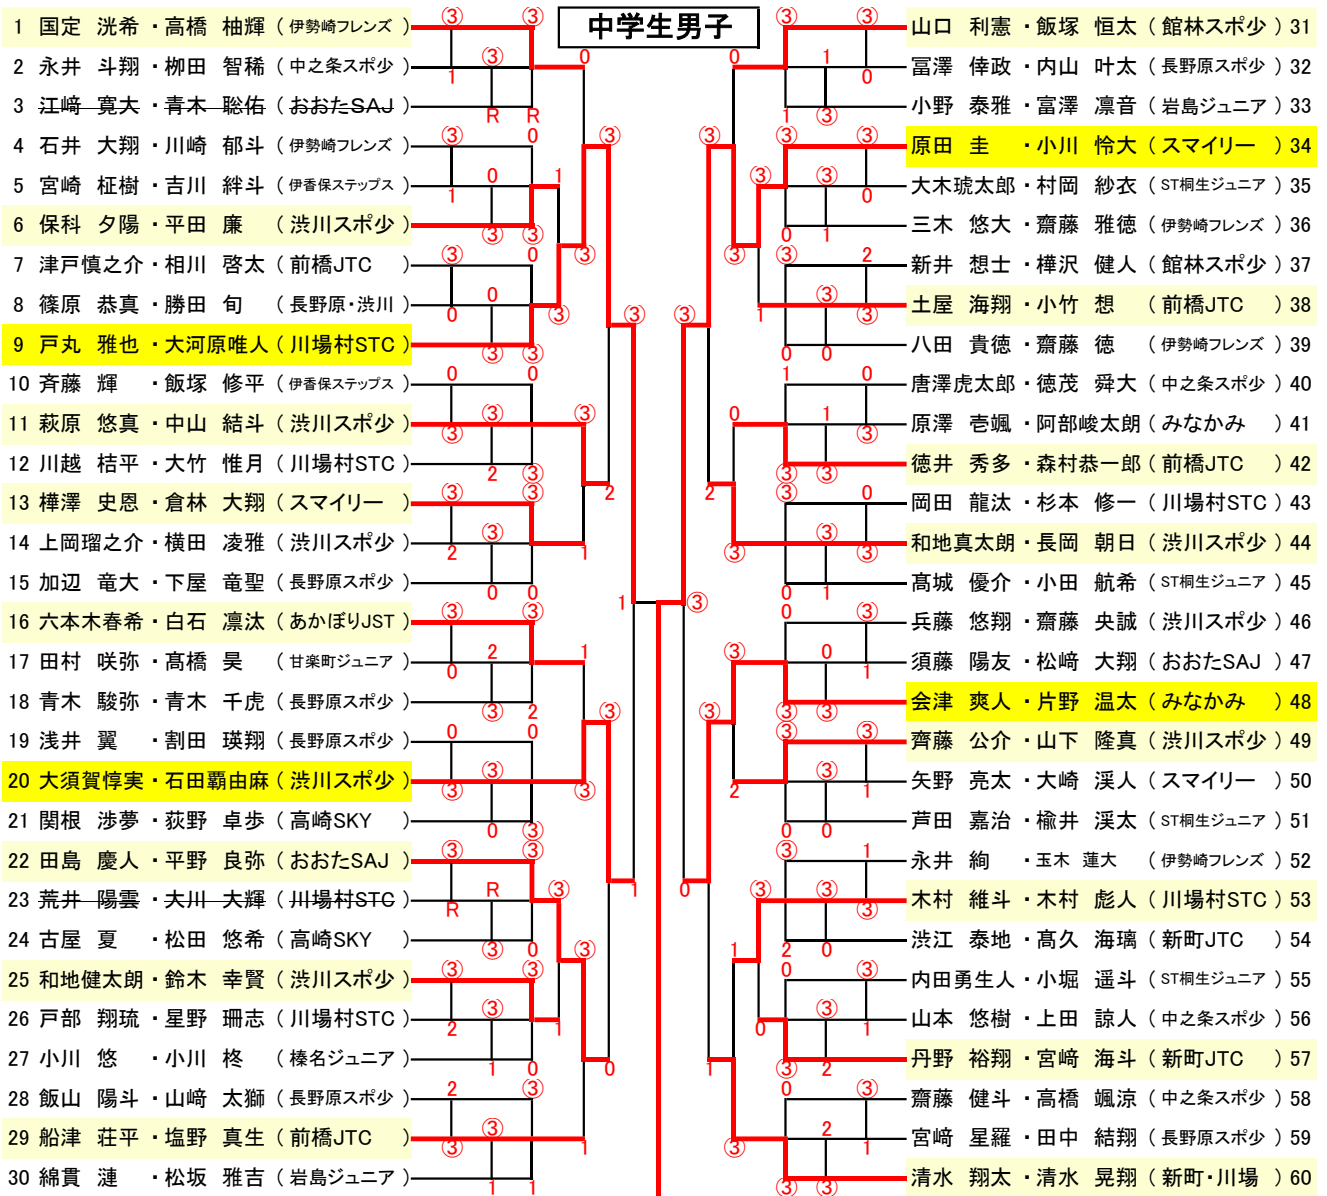 中学生男子
1 国定 洸希・高橋 柚輝（伊勢崎フレンズ）
2 永井 斗翔・栁田 智稀（中之条スポ少）
3 江﨑 寛大・青木 聡佑（おおたSAJ）
4 石井 大翔・川崎 郁斗（伊勢崎フレンズ）
5 宮崎 柾樹・吉川 絆斗（伊香保ステップス）
6 保科 夕陽・平田 廉（渋川スポ少）
7 津戸慎之介・相川 啓太（前橋JTC）
8 篠原 恭真・勝田 旬（長野原・渋川）
9 戸丸 雅也・大河原唯人（川場村STC）
10 斉藤 輝・飯塚 修平（伊香保ステップス）
11 萩原 悠真・中山 結斗（渋川スポ少）
12 川越 桔平・大竹 惟月（川場村STC）
13 樺澤 史恩・倉林 大翔（スマイリー）
14 上岡瑠之介・横田 凌雅（渋川スポ少）
15 加辺 竜大・下屋 竜聖（長野原スポ少）
16 六本木春希・白石 凛汰（あかぼりJST）
17 田村 咲弥・髙橋 昊（甘楽町ジュニア）
18 青木 駿弥・青木 千虎（長野原スポ少）
19 浅井 翼・割田 瑛翔（長野原スポ少）
20 大須賀惇実・石田覇由麻（渋川スポ少）
21 関根 渉夢・荻野 卓歩（高崎SKY）
22 田島 慶人・平野 良弥（おおたSAJ）
23 荒井 陽雲・大川 大輝（川場村STC）
24 古屋 夏・松田 悠希（高崎SKY）
25 和地健太朗・鈴木 幸賢（渋川スポ少）
26 戸部 翔琉・星野 珊志（川場村STC）
27 小川 悠・小川 柊（榛名ジュニア）
28 飯山 陽斗・山﨑 太獅（長野原スポ少）
29 船津 荘平・塩野 真生（前橋JTC）
30 綿貫 漣・松坂 雅吉（岩島ジュニア）
山口 利憲・飯塚 恒太（館林スポ少）31
冨澤 倖政・内山 叶太（長野原スポ少）32
小野 泰雅・富澤 凛音（岩島ジュニア）33
原田 圭・小川 怜大（スマイリー）34
大木琥太郎・村岡 紗衣（ST桐生ジュニア）35
三木 悠大・齋藤 雅徳（伊勢崎フレンズ）36
新井 想士・樺沢 健人（館林スポ少）37
土屋 海翔・小竹 想（前橋JTC）38
八田 貴徳・齋藤 徳（伊勢崎フレンズ）39
唐澤虎太郎・徳茂 舜大（中之条スポ少）40
原澤 壱颯・阿部峻太朗（みなかみ）41
徳井 秀多・森村恭一郎（前橋JTC）42
岡田 龍汰・杉本 修一（川場村STC）43
和地真太朗・長岡 朝日（渋川スポ少）44
髙城 優介・小田 航希（ST桐生ジュニア）45
兵藤 悠翔・齋藤 央誠（渋川スポ少）46
須藤 陽友・松﨑 大翔（おおたSAJ）47
会津 爽人・片野 温太（みなかみ）48
齊藤 公介・山下 隆真（渋川スポ少）49
矢野 亮太・大崎 渓人（スマイリー）50
芦田 嘉治・楡井 渓太（ST桐生ジュニア）51
永井 絢・玉木 蓮大（伊勢崎フレンズ）52
木村 維斗・木村 彪人（川場村STC）53
渋江 泰地・髙久 海璃（新町JTC）54
内田勇生人・小堀 遥斗（ST桐生ジュニア）55
山本 悠樹・上田 諒人（中之条スポ少）56
丹野 裕翔・宮﨑 海斗（新町JTC）57
齋藤 健斗・高橋 颯涼（中之条スポ少）58
宮﨑 星羅・田中 結翔（長野原スポ少）59
清水 翔太・清水 晃翔（新町・川場）60